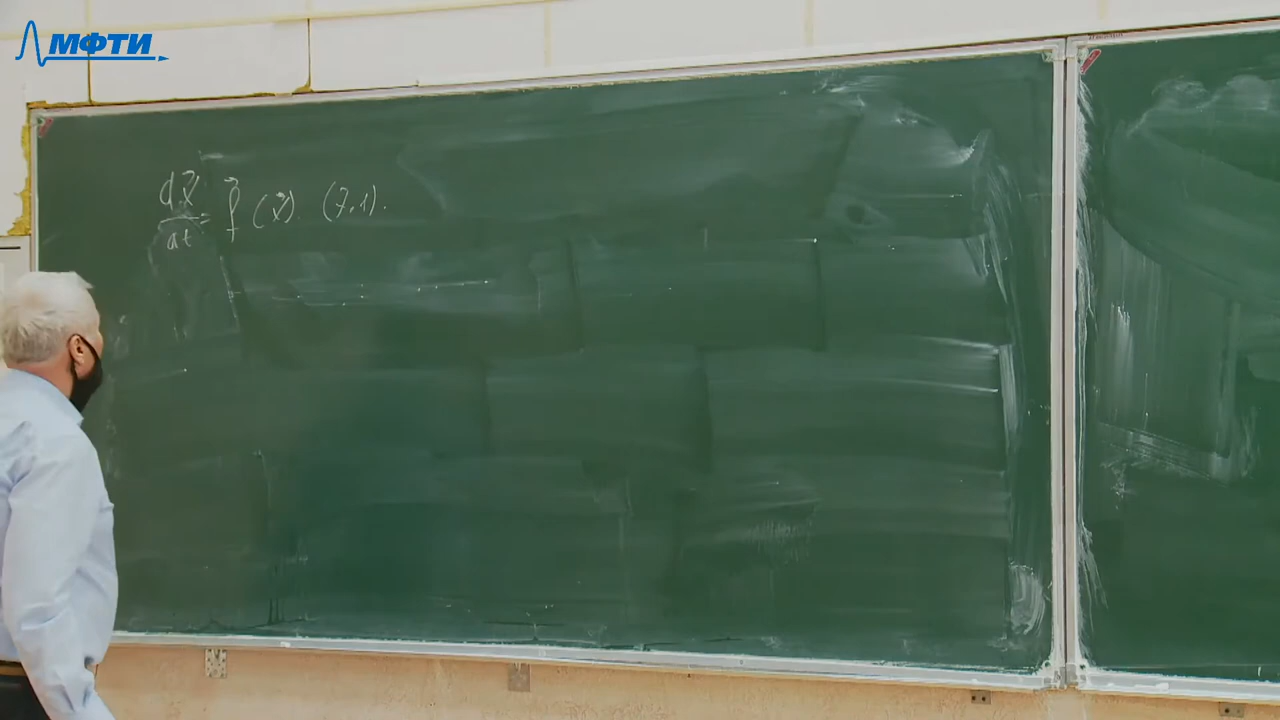 МФТИ
dx⃗/dt = f⃗ (x⃗) (7.1).